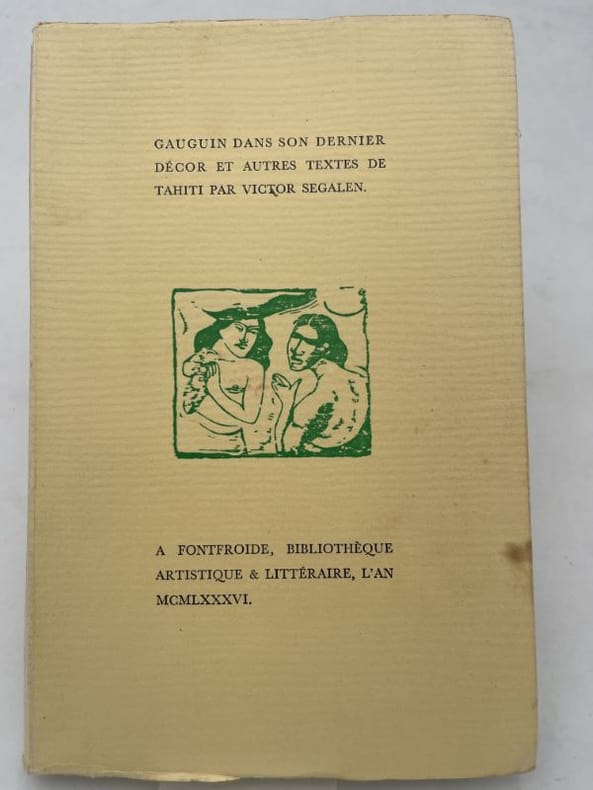 GAUGUIN DANS SON DERNIER
DÉCOR ET AUTRES TEXTES DE
TAHITI PAR VICTOR SEGALEN.
A FONTFROIDE, BIBLIOTHÈQUE
ARTISTIQUE & LITTÉRAIRE, L'AN
MCMLXXXVI.